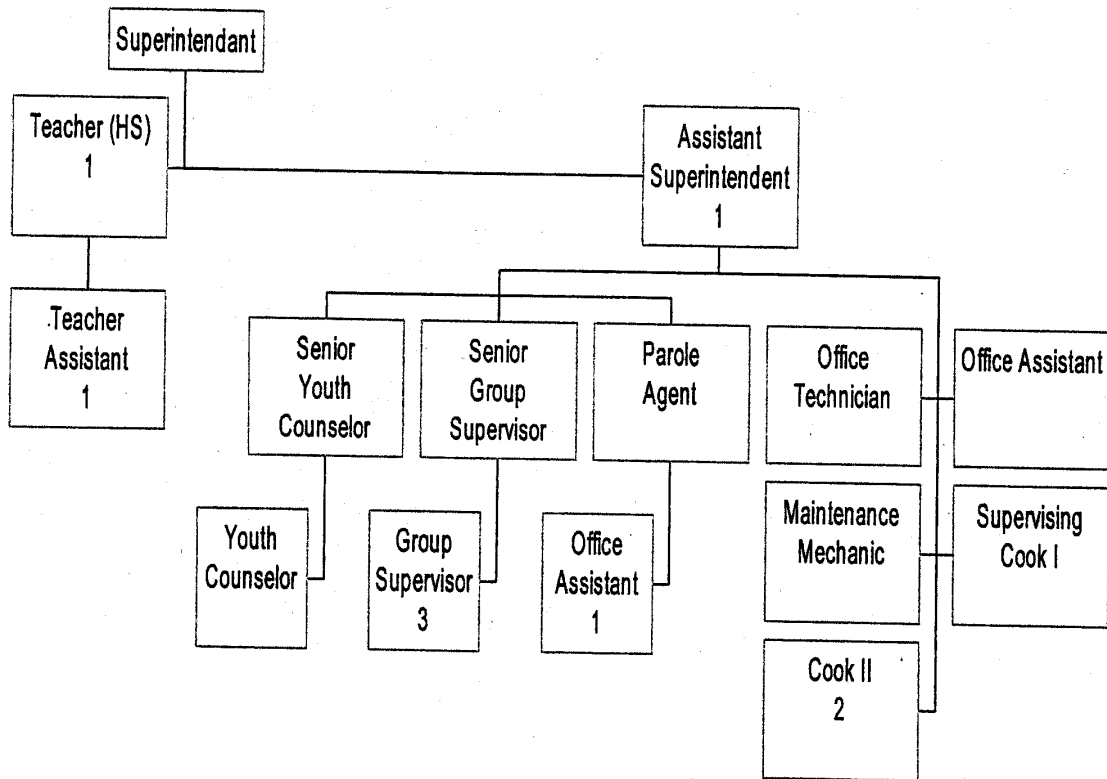 Superintendant
Teacher (HS)
1
Assistant
Superintendent
1
Teacher
Assistant
1
Senior
Youth
Counselor
Senior
Group
Supervisor
Parole
Agent
Office
Technician
Office Assistant
Youth
Counselor
Group
Supervisor
3
Office
Assistant
1
Maintenance
Mechanic
Supervising
Cook I
Cook II
2